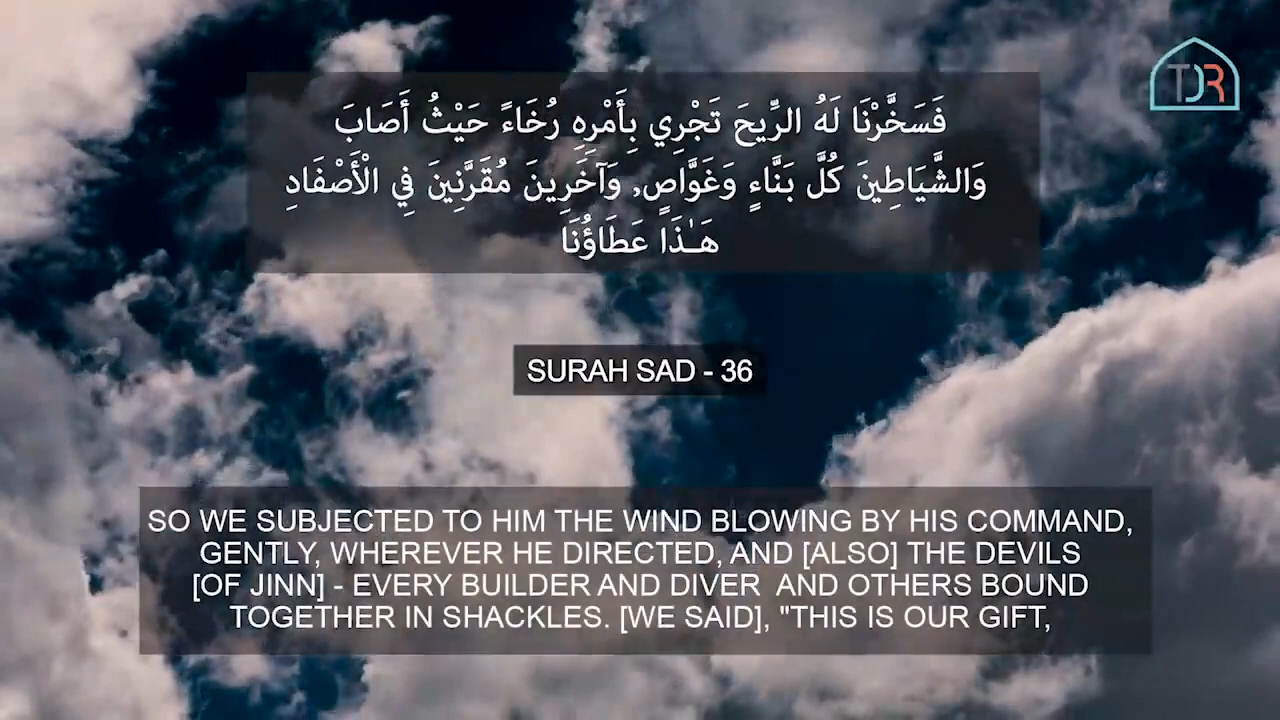 TDR
فَسَخَّرْنَا لَهُ الرِّيحَ تَجْرِي بِأَمْرِهِ رُخَاءً حَيْثُ أَصَابَ
وَالشَّيَاطِينَ كُلَّ بَنَّاءٍ وَغَوَّاصٍ, وَآخَرِينَ مُقَرَّنِينَ فِي الْأَصْفَادِ
هَـٰذَا عَطَاؤُنَا
SURAH SAD - 36
SO WE SUBJECTED TO HIM THE WIND BLOWING BY HIS COMMAND,
GENTLY, WHEREVER HE DIRECTED, AND [ALSO] THE DEVILS
[OF JINN] - EVERY BUILDER AND DIVER  AND OTHERS BOUND
TOGETHER IN SHACKLES. [WE SAID], "THIS IS OUR GIFT,